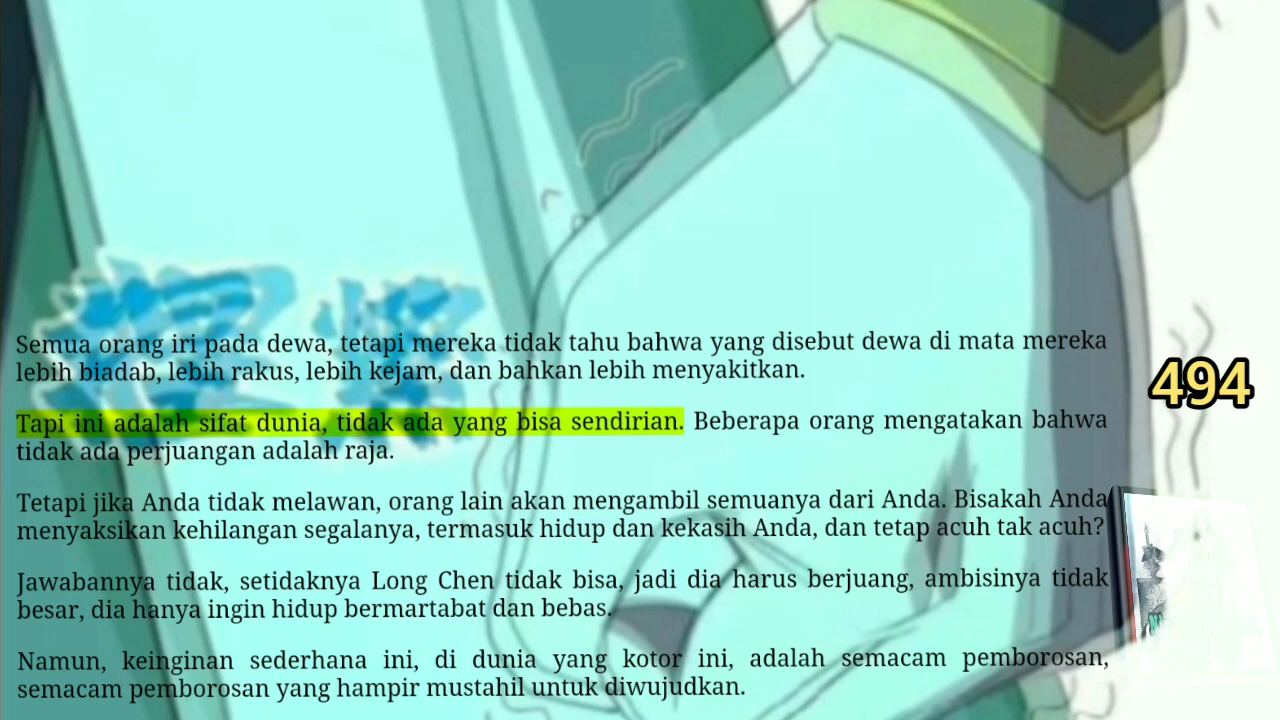 Semua orang iri pada dewa, tetapi mereka tidak tahu bahwa yang disebut dewa di mata mereka
lebih biadab, lebih rakus, lebih kejam, dan bahkan lebih menyakitkan.
Tapi ini adalah sifat dunia, tidak ada yang bisa sendirian. Beberapa orang mengatakan bahwa
tidak ada perjuangan adalah raja.
494
Tetapi jika Anda tidak melawan, orang lain akan mengambil semuanya dari Anda. Bisakah Anda
menyaksikan kehilangan segalanya, termasuk hidup dan kekasih Anda, dan tetap acuh tak acuh?
Jawabannya tidak, setidaknya Long Chen tidak bisa, jadi dia harus berjuang, ambisinya tidak
besar, dia hanya ingin hidup bermartabat dan bebas.
Namun, keinginan sederhana ini, di dunia yang kotor ini, adalah semacam pemborosan,
semacam pemborosan yang hampir mustahil untuk diwujudkan.